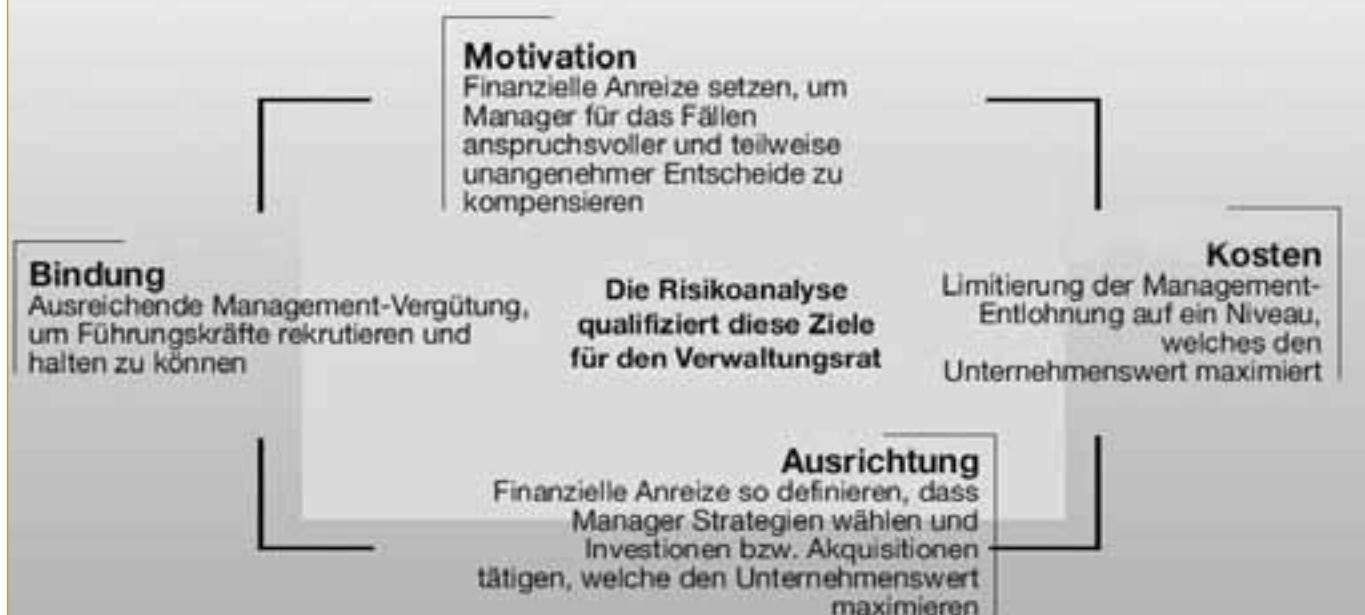 Motivation
Finanzielle Anreize setzen, um
Manager für das Fällen
anspruchsvoller und teilweise
unangenehmer Entscheide zu
kompensieren
Bindung
Ausreichende Management-Vergütung,
um Führungskräfte rekrutieren und
halten zu können
Die Risikoanalyse
qualifiziert diese Ziele
für den Verwaltungsrat
Kosten
Limitierung der Management-
Entlohnung auf ein Niveau,
welches den
Unternehmenswert maximiert
Ausrichtung
Finanzielle Anreize so definieren, dass
Manager Strategien wählen und
Investionen bzw. Akquisitionen
tätigen, welche den Unternehmenswert
maximieren